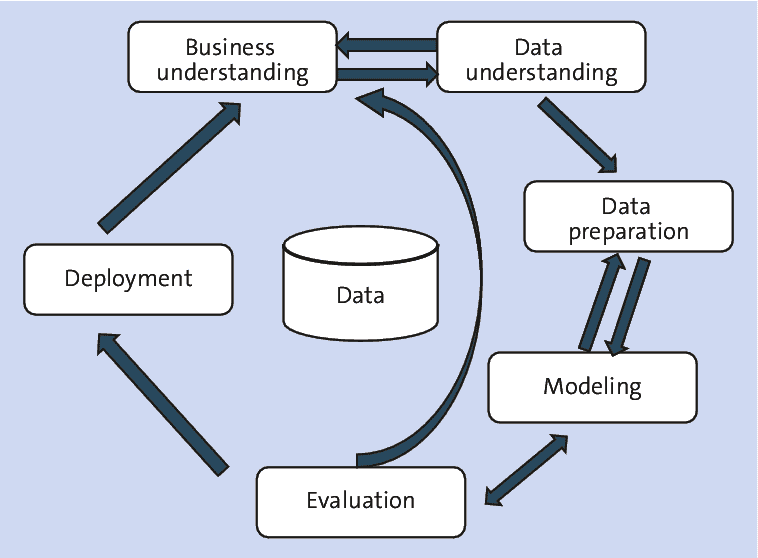 Business
understanding
Data
understanding
Data
preparation
Deployment
Data
Modeling
Evaluation